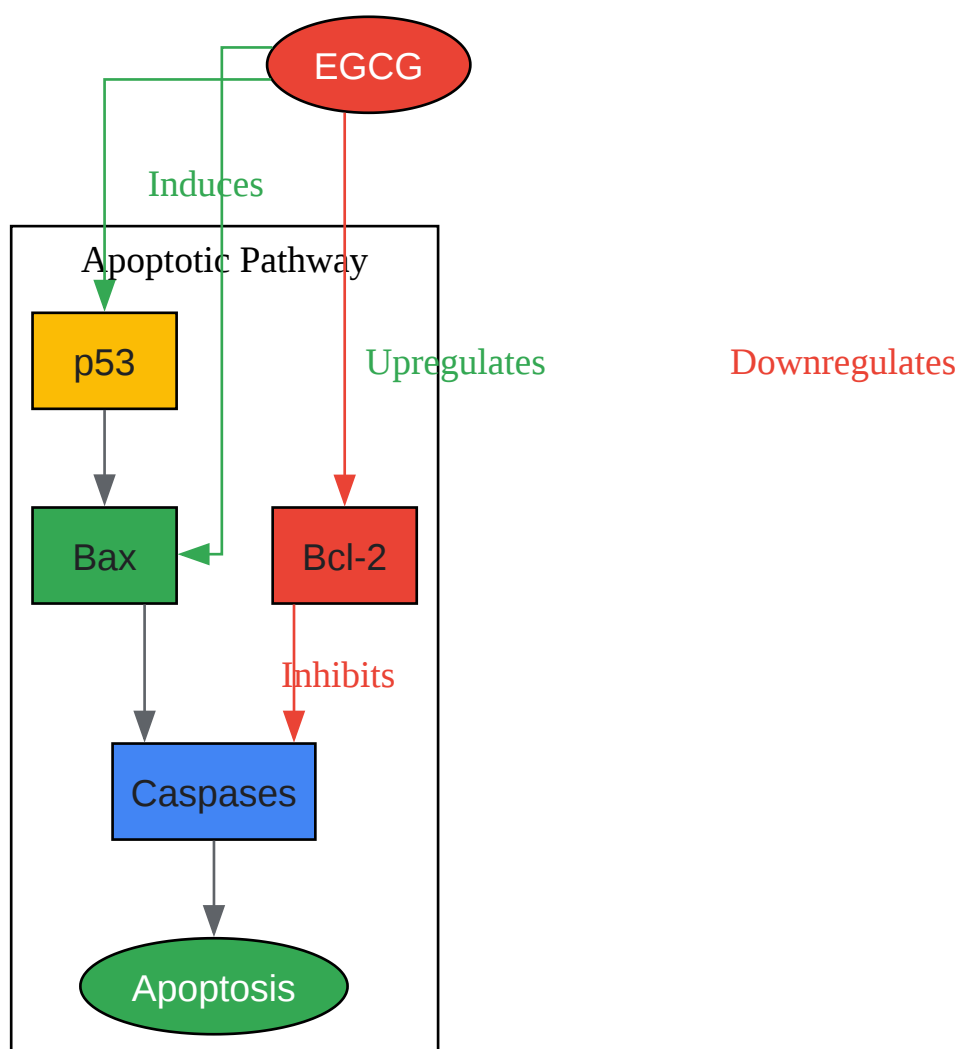 EGCG
Induces
Apoptotic Pathway
p53
Upregulates
Downregulates
Bax
Bcl-2
Inhibits
Caspases
Apoptosis